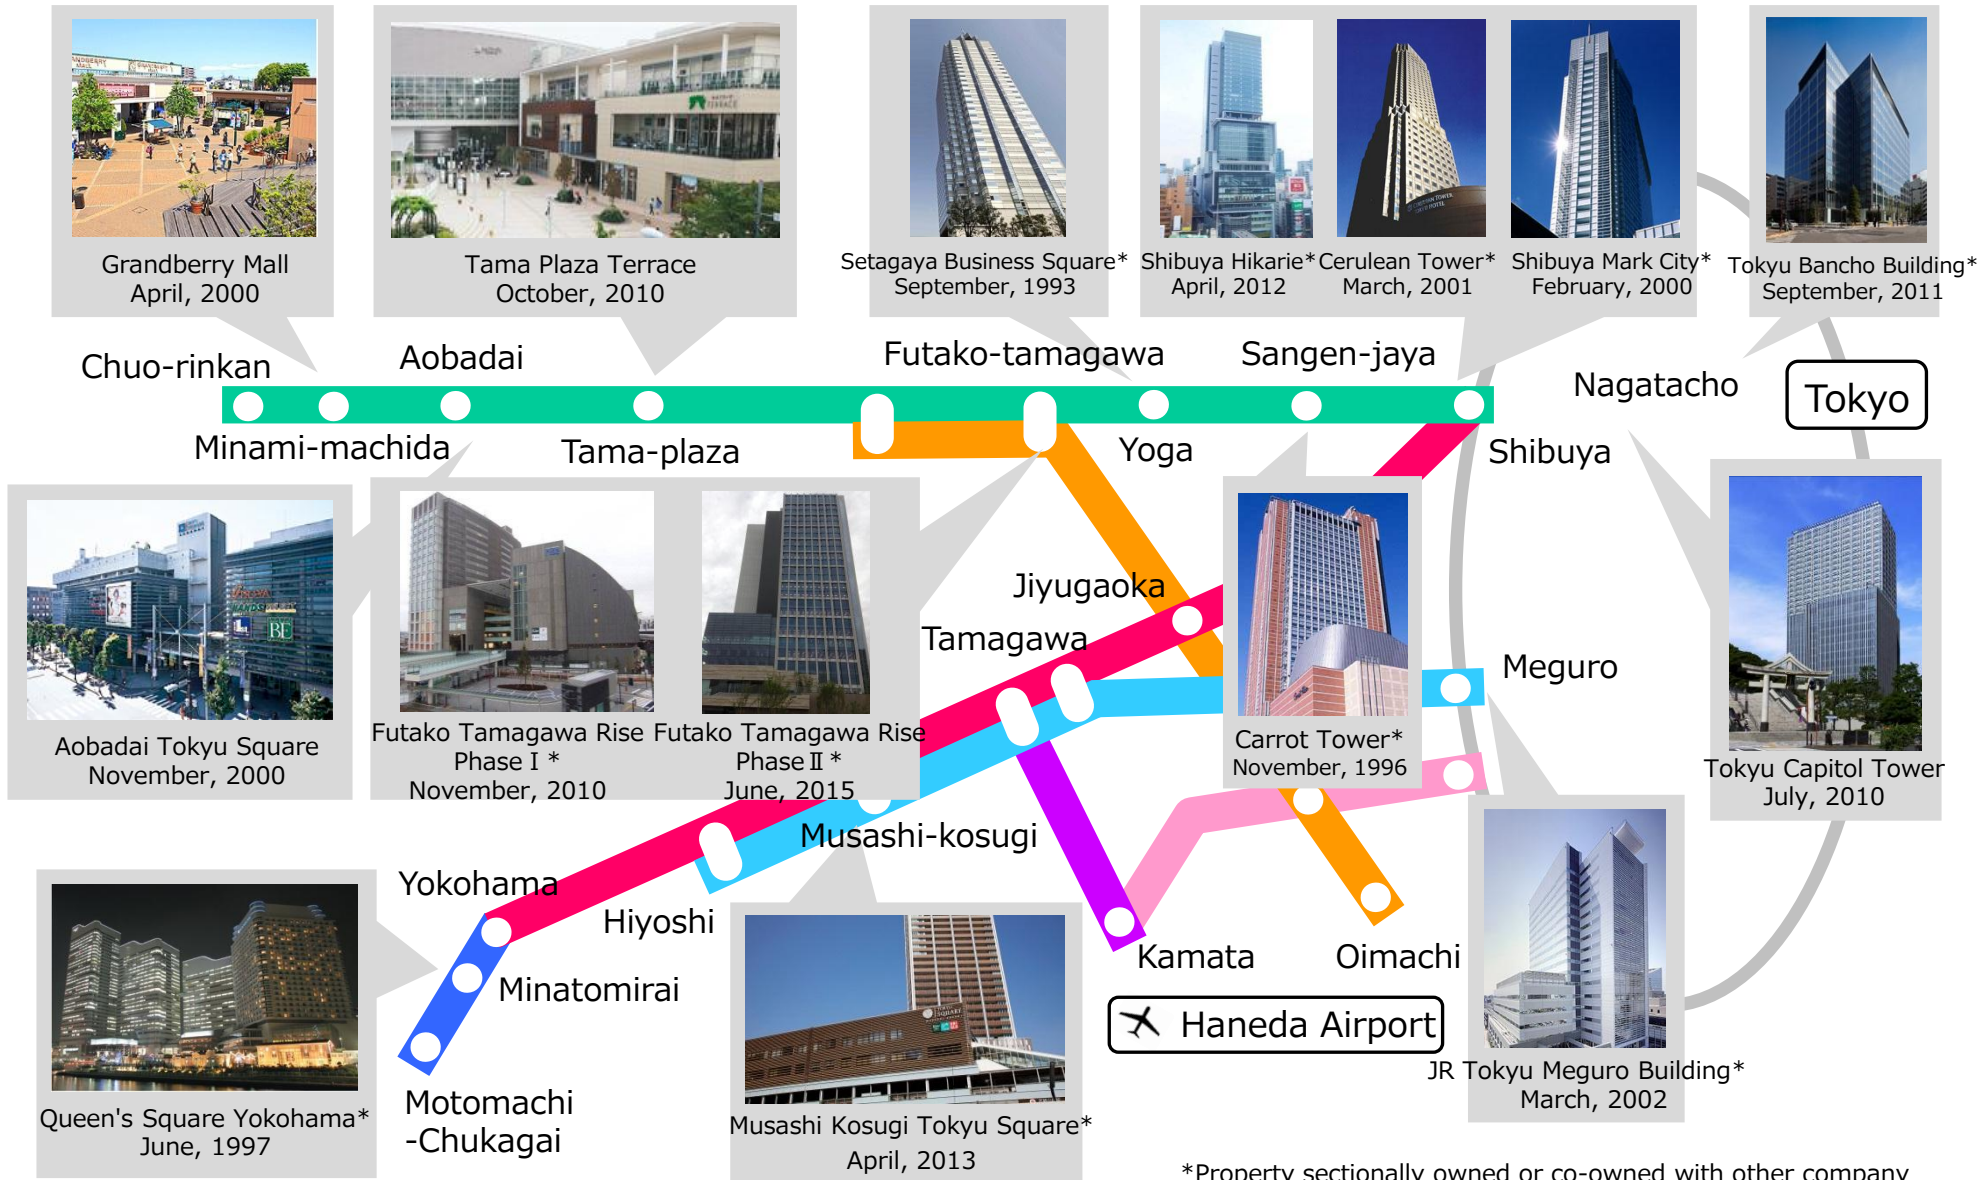 Grandberry Mall
April, 2000
Tama Plaza Terrace
October, 2010
Setagaya Business Square*
September, 1993
Shibuya Hikarie*
April, 2012
Cerulean Tower*
March, 2001
Shibuya Mark City*
February, 2000
Tokyu Bancho Building*
September, 2011
Chuo-rinkan
Aobadai
Futako-tamagawa
Sangen-jaya
Nagatacho
Tokyo
Minami-machida
Tama-plaza
Yoga
Shibuya
Aobadai Tokyu Square
November, 2000
Futako Tamagawa Rise
Phase Ⅰ *
November, 2010
Futako Tamagawa Rise
Phase Ⅱ *
June, 2015
Jiyugaoka
Tamagawa
Carrot Tower*
November, 1996
Meguro
Tokyu Capitol Tower
July, 2010
Musashi-kosugi
Yokohama
Hiyoshi
Kamata
Oimachi
Minatomirai
Haneda Airport
Motomachi
-Chukagai
Queen's Square Yokohama*
June, 1997
Musashi Kosugi Tokyu Square*
April, 2013
JR Tokyu Meguro Building*
March, 2002
*Property sectionally owned or co-owned with other company
TERRACE
SQUARE
BE